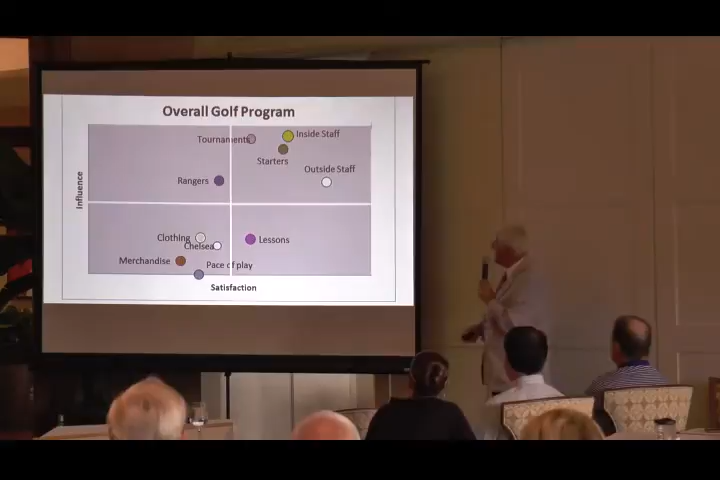 Overall Golf Program
Tournaments
Inside Staff
Starters
Outside Staff
Rangers
Influence
Clothing
Chelsea
Lessons
Merchandise
Pace of play
Satisfaction